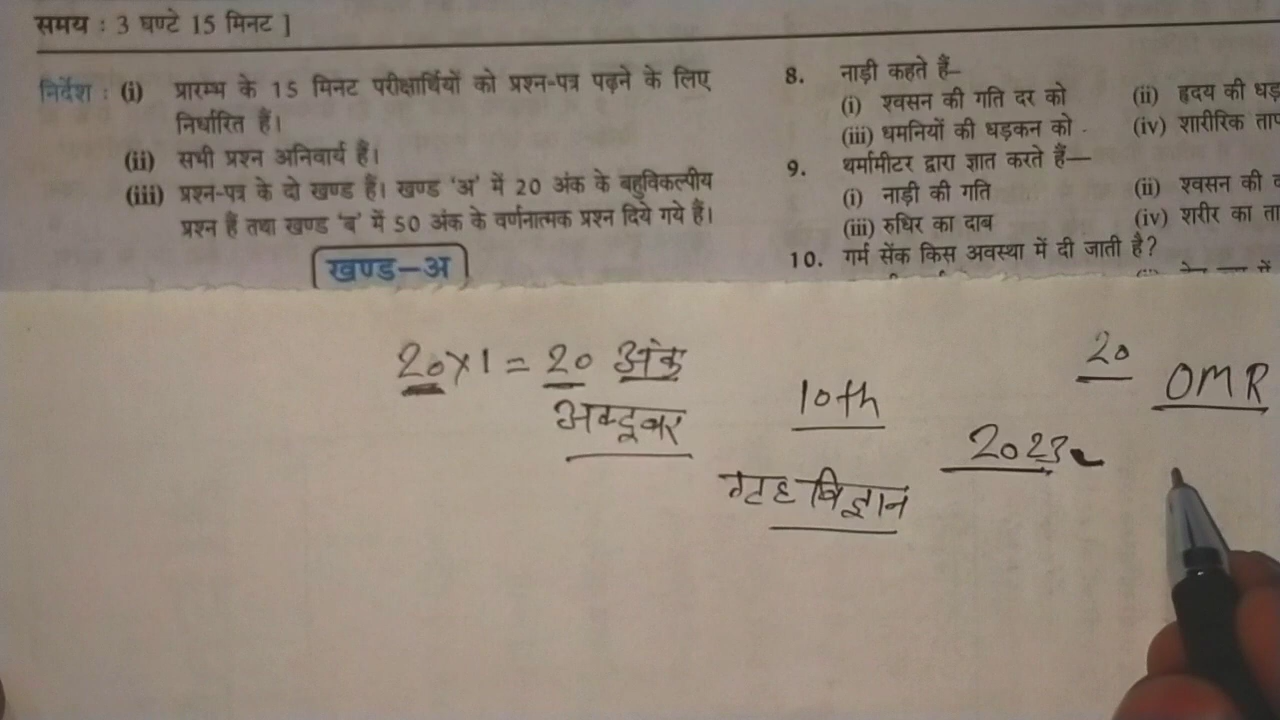 समय : 3 घण्टे 15 मिनट ]
निर्देश : (i) प्रारम्भ के 15 मिनट परीक्षार्थियों को प्रश्न-पत्र पढ़ने के लिए
निर्धारित हैं।
(ii) सभी प्रश्न अनिवार्य हैं।
(iii) प्रश्न-पत्र के दो खण्ड हैं। खण्ड 'अ' में 20 अंक के बहुविकल्पीय
प्रश्न हैं तथा खण्ड 'ब' में 50 अंक के वर्णनात्मक प्रश्न दिये गये हैं।
खण्ड–अ
8. नाड़ी कहते हैं–
(i) श्वसन की गति दर को (ii) हृदय की धड़
(iii) धमनियों की धड़कन को (iv) शारीरिक ताप
9. थर्मामीटर द्वारा ज्ञात करते हैं—
(i) नाड़ी की गति (ii) श्वसन की
(iii) रुधिर का दाब (iv) शरीर का ता
10. गर्म सेंक किस अवस्था में दी जाती है?
20×1 = 20 अंक
अक्टूबर
10th
गृह विज्ञान
2023
20
OMR